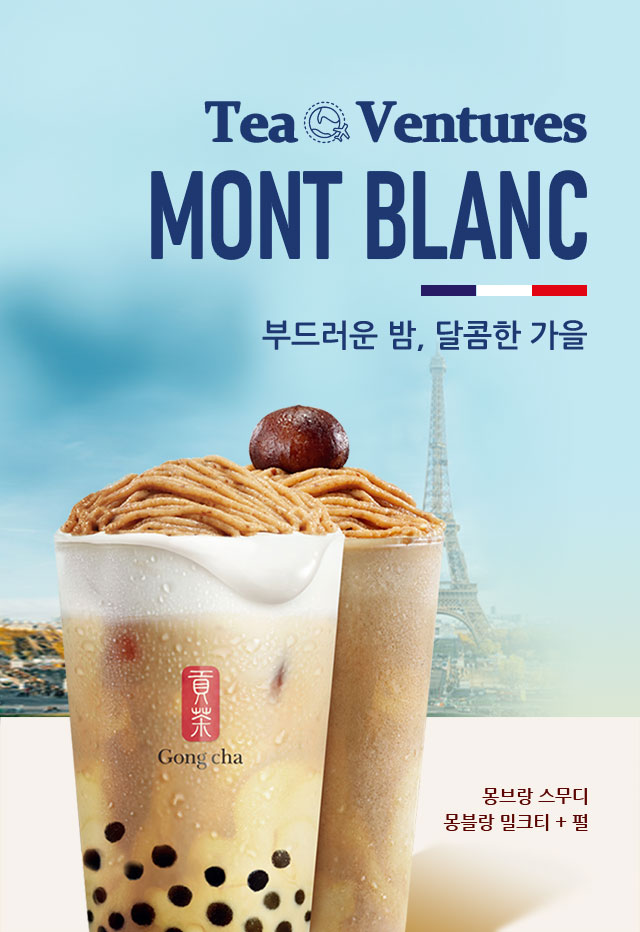 Tea Ventures
MONT BLANC
부드러운 밤, 달콤한 가을
貢茶
Gong cha
몽브랑 스무디
몽블랑 밀크티 + 펄